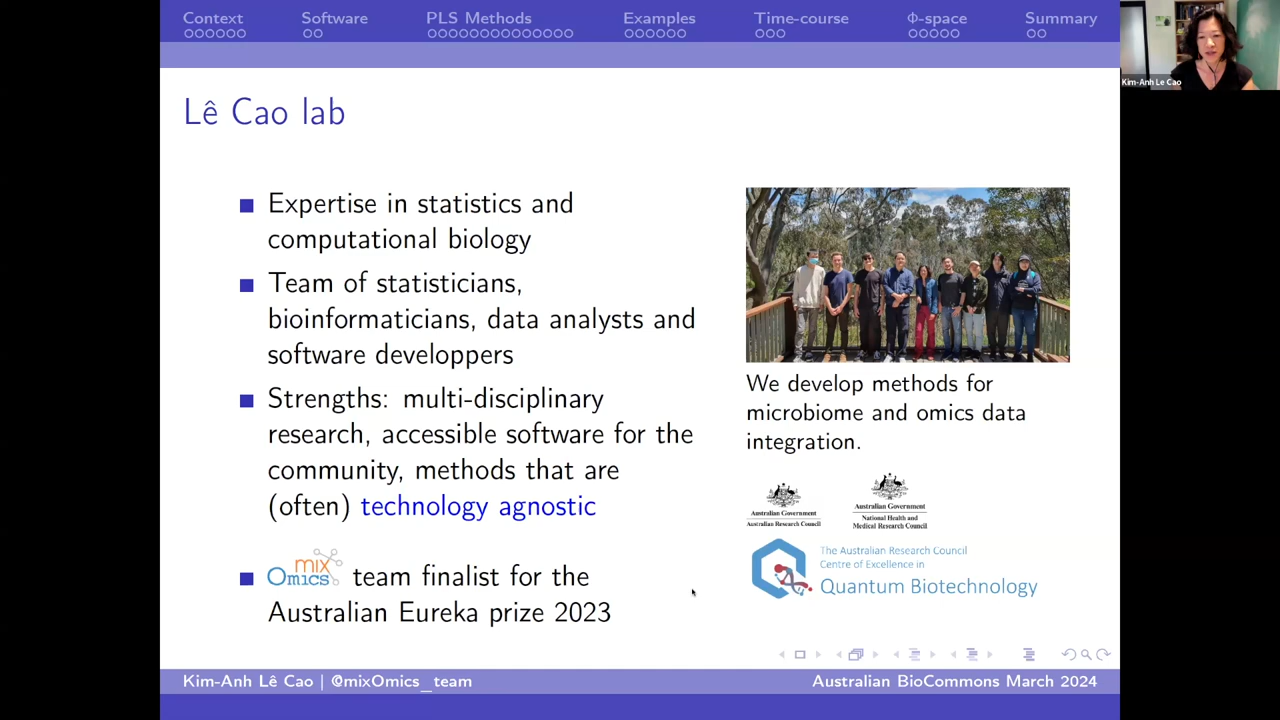 Context Software PLS Methods Examples Time-course Φ-space Summary
Kim-Anh Le Cao
Lê Cao lab
Expertise in statistics and
computational biology
Team of statisticians,
bioinformaticians, data analysts and
software developpers
Strengths: multi-disciplinary
research, accessible software for the
community, methods that are
(often) technology agnostic
mixOmics team finalist for the
Australian Eureka prize 2023
We develop methods for
microbiome and omics data
integration.
Australian Government
Australian Research Council
Australian Government
National Health and
Medical Research Council
The Australian Research Council
Centre of Excellence in
Quantum Biotechnology
Kim-Anh Lê Cao | @mixOmics_team
Australian BioCommons March 2024